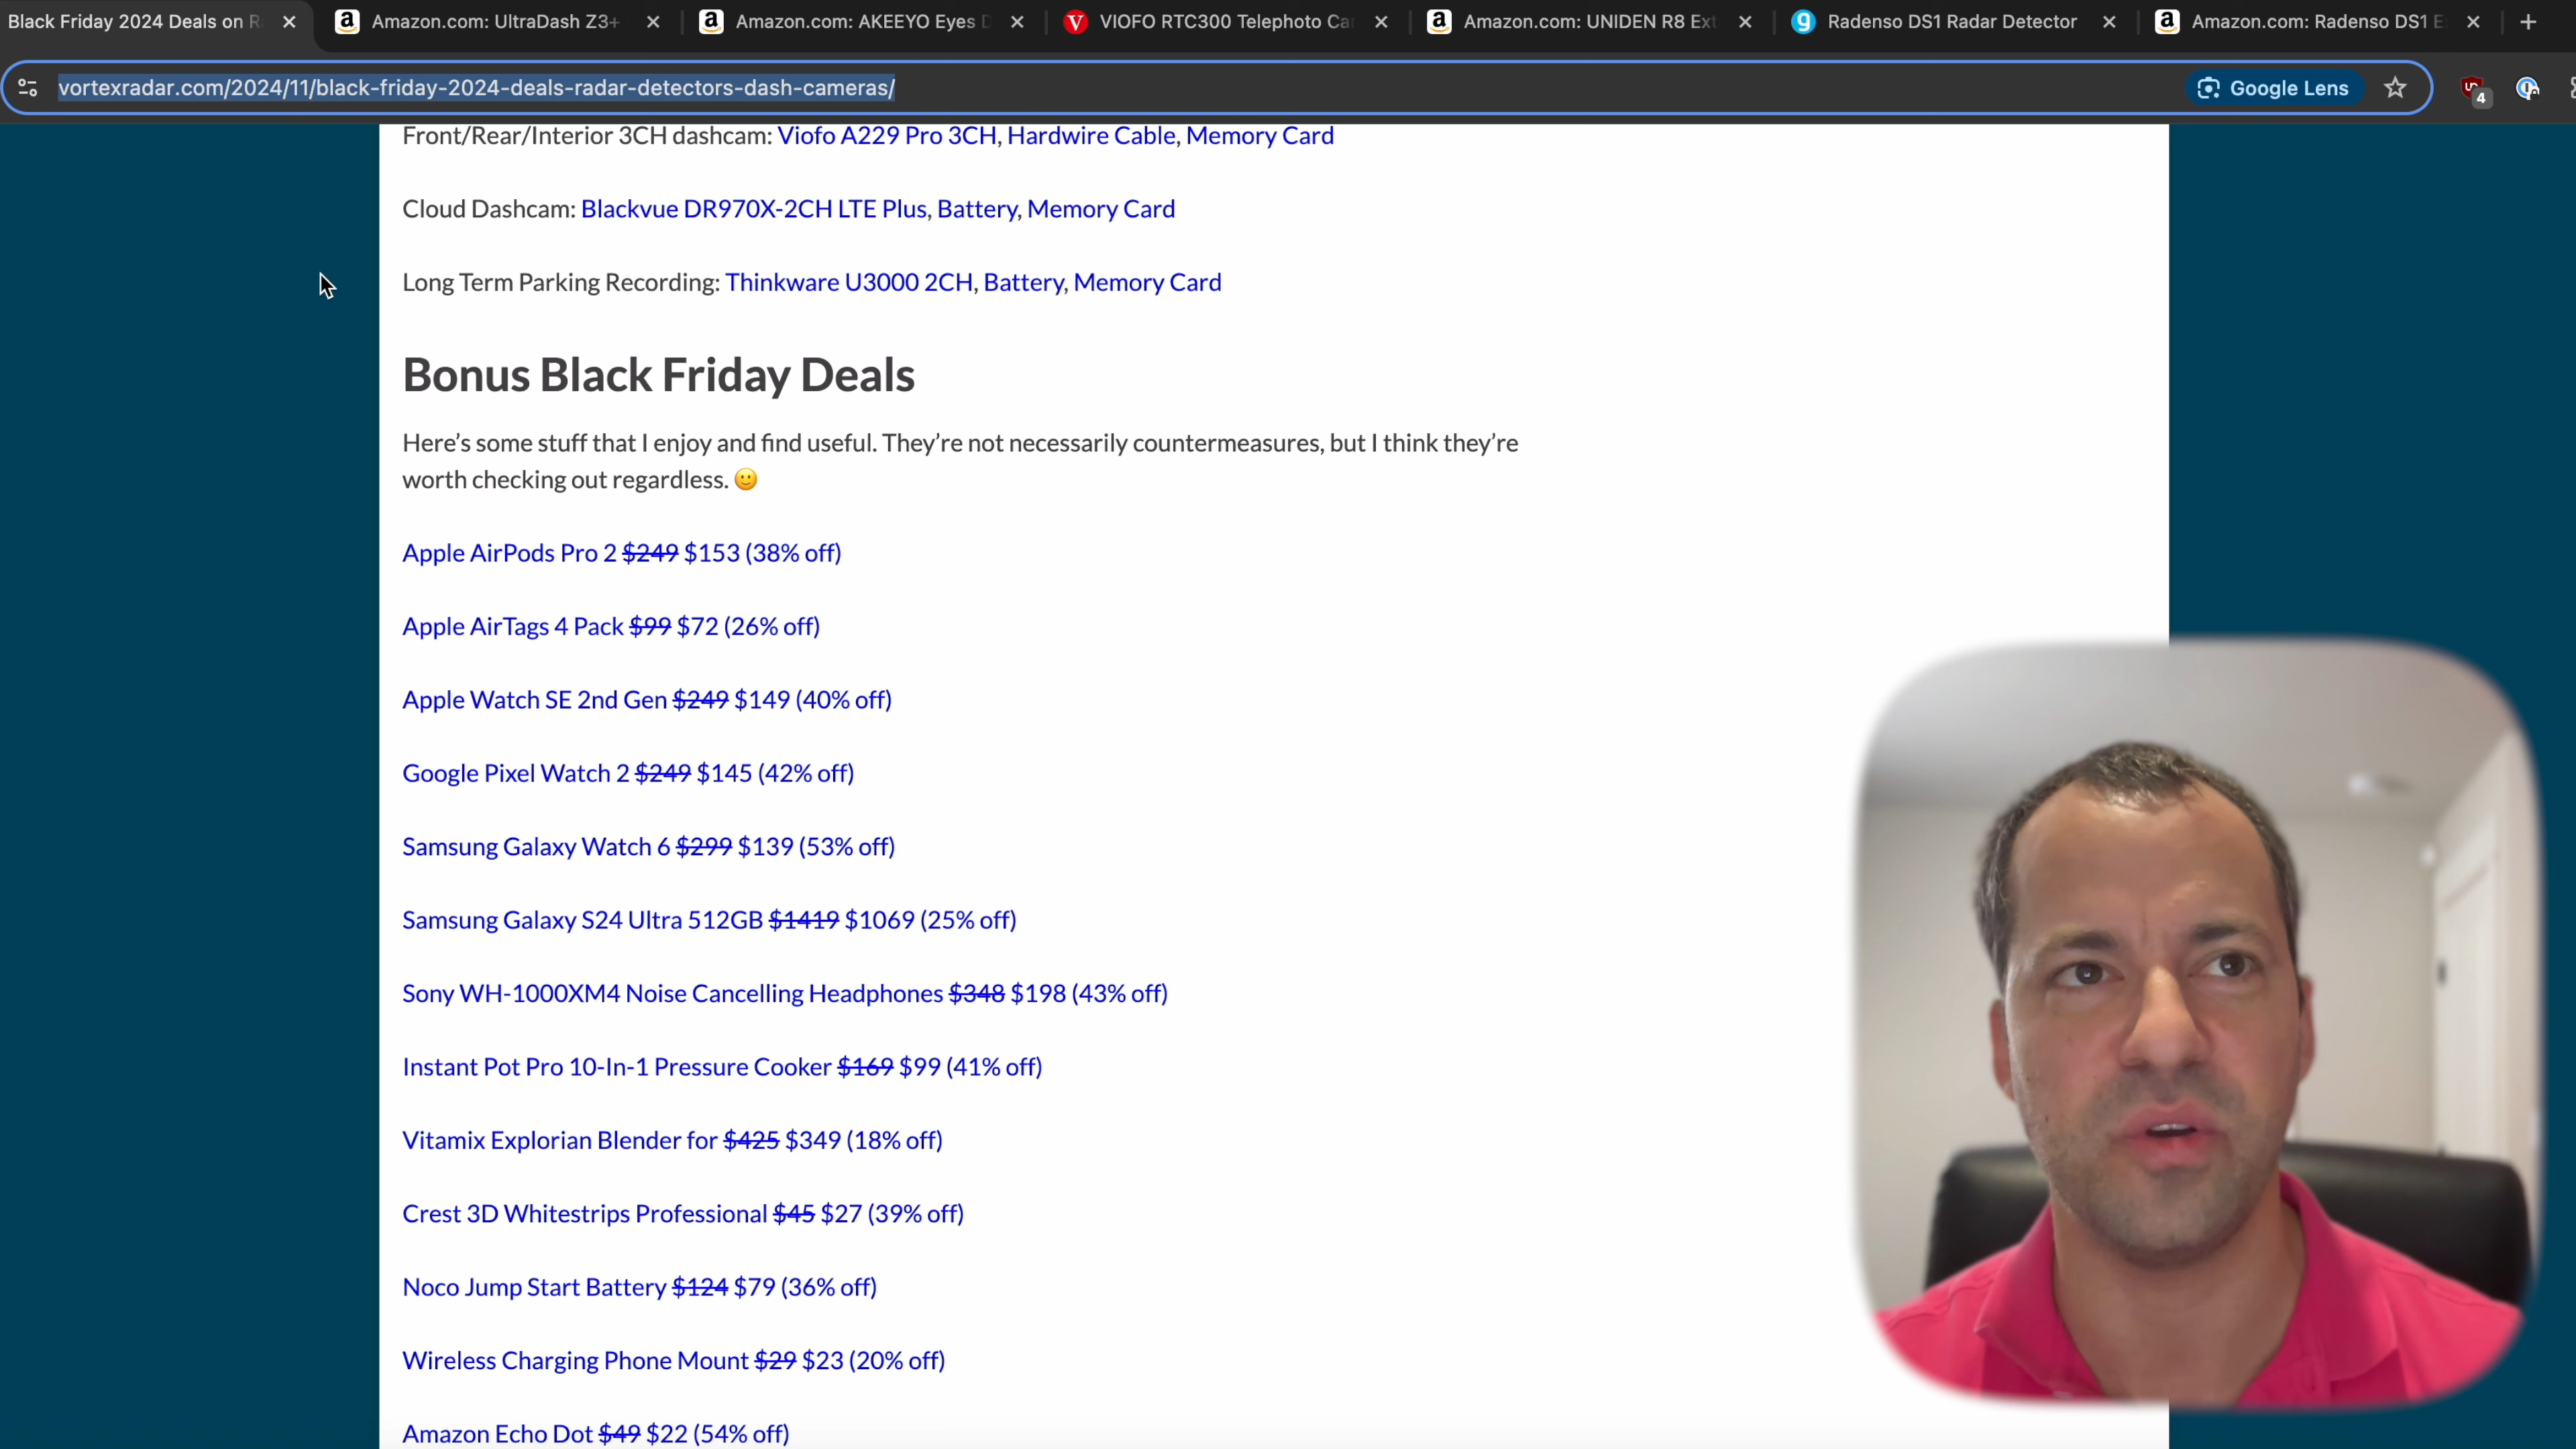 Black Friday 2024 Deals on R
Amazon.com: UltraDash Z3+
Amazon.com: AKEEYO Eyes D
VIOFO RTC300 Telephoto Ca
Amazon.com: UNIDEN R8 Ext
Radenso DS1 Radar Detector
Amazon.com: Radenso DS1 E
vortexradar.com/2024/11/black-friday-2024-deals-radar-detectors-dash-cameras/
Google Lens
4
Front/Rear/Interior 3CH dashcam: Viofo A229 Pro 3CH, Hardwire Cable, Memory Card
Cloud Dashcam: Blackvue DR970X-2CH LTE Plus, Battery, Memory Card
Long Term Parking Recording: Thinkware U3000 2CH, Battery, Memory Card
Bonus Black Friday Deals
Here’s some stuff that I enjoy and find useful. They’re not necessarily countermeasures, but I think they’re
worth checking out regardless. 🙂
Apple AirPods Pro 2 $249 $153 (38% off)
Apple AirTags 4 Pack $99 $72 (26% off)
Apple Watch SE 2nd Gen $249 $149 (40% off)
Google Pixel Watch 2 $249 $145 (42% off)
Samsung Galaxy Watch 6 $299 $139 (53% off)
Samsung Galaxy S24 Ultra 512GB $1419 $1069 (25% off)
Sony WH-1000XM4 Noise Cancelling Headphones $348 $198 (43% off)
Instant Pot Pro 10-In-1 Pressure Cooker $169 $99 (41% off)
Vitamix Explorian Blender for $425 $349 (18% off)
Crest 3D Whitestrips Professional $45 $27 (39% off)
Noco Jump Start Battery $124 $79 (36% off)
Wireless Charging Phone Mount $29 $23 (20% off)
Amazon Echo Dot $49 $22 (54% off)